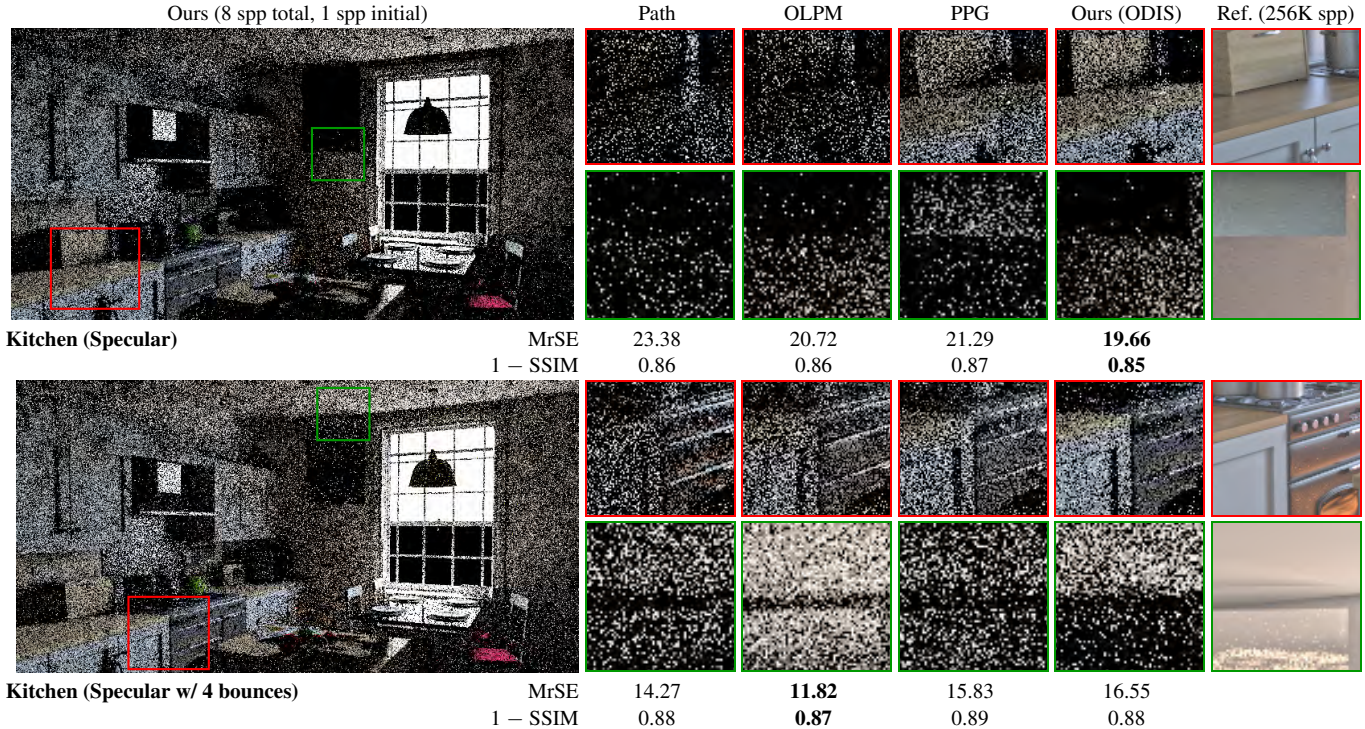 Ours (8 spp total, 1 spp initial) Path OLPM PPG Ours (ODIS) Ref. (256K spp)
Kitchen (Specular) MrSE 23.38 20.72 21.29 19.66
1 − SSIM 0.86 0.86 0.87 0.85
Kitchen (Specular w/ 4 bounces) MrSE 14.27 11.82 15.83 16.55
1 − SSIM 0.88 0.87 0.89 0.88